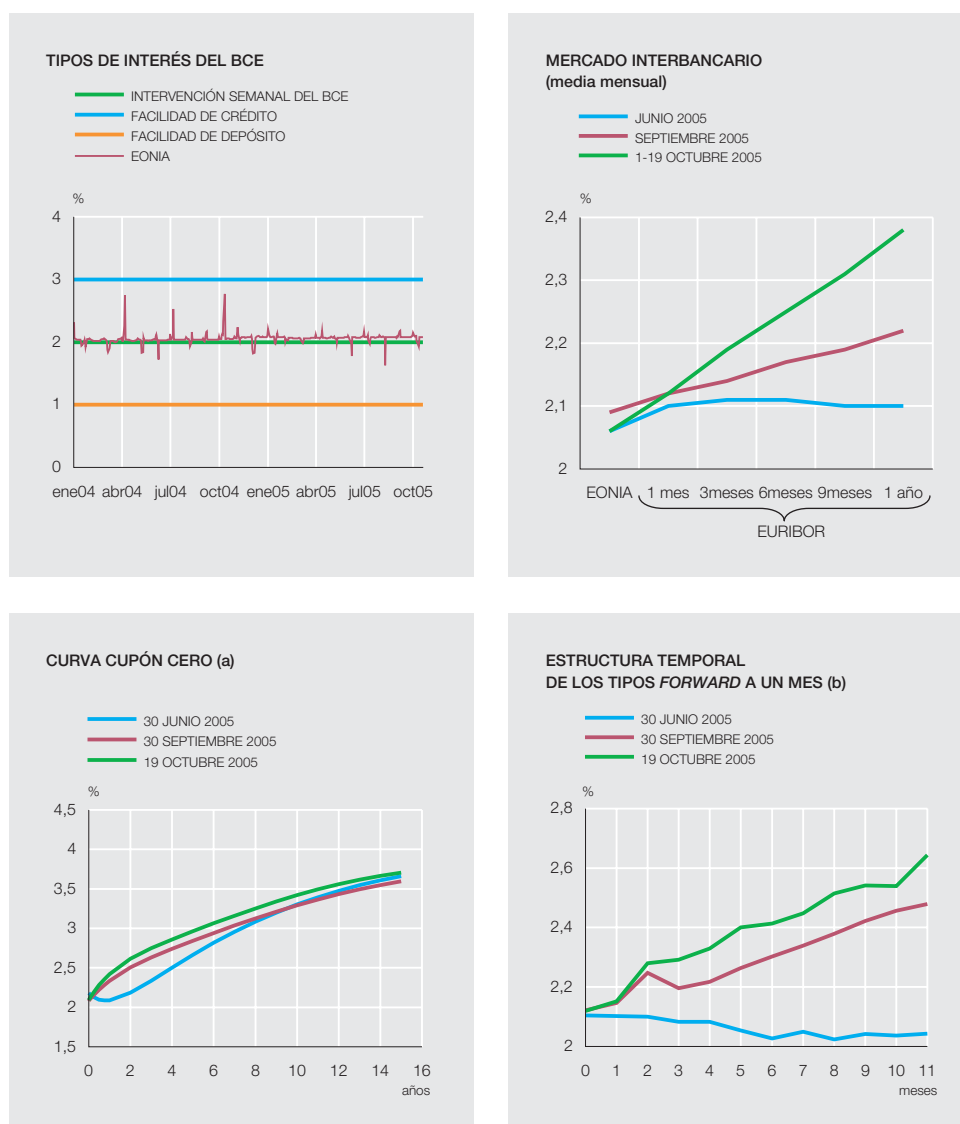 TIPOS DE INTERÉS DEL BCE
INTERVENCIÓN SEMANAL DEL BCE
FACILIDAD DE CRÉDITO
FACILIDAD DE DEPÓSITO
EONIA
%
4
3
2
1
0
ene04 abr04 jul04 oct04 ene05 abr05 jul05 oct05
MERCADO INTERBANCARIO
(media mensual)
JUNIO 2005
SEPTIEMBRE 2005
1-19 OCTUBRE 2005
%
2,4
2,3
2,2
2,1
2
EONIA 1 mes 3meses 6meses 9meses 1 año
EURIBOR
CURVA CUPÓN CERO (a)
30 JUNIO 2005
30 SEPTIEMBRE 2005
19 OCTUBRE 2005
%
4,5
4
3,5
3
2,5
2
1,5
0 2 4 6 8 10 12 14 16
años
ESTRUCTURA TEMPORAL
DE LOS TIPOS FORWARD A UN MES (b)
30 JUNIO 2005
30 SEPTIEMBRE 2005
19 OCTUBRE 2005
%
2,8
2,6
2,4
2,2
2
0 1 2 3 4 5 6 7 8 9 10 11
meses